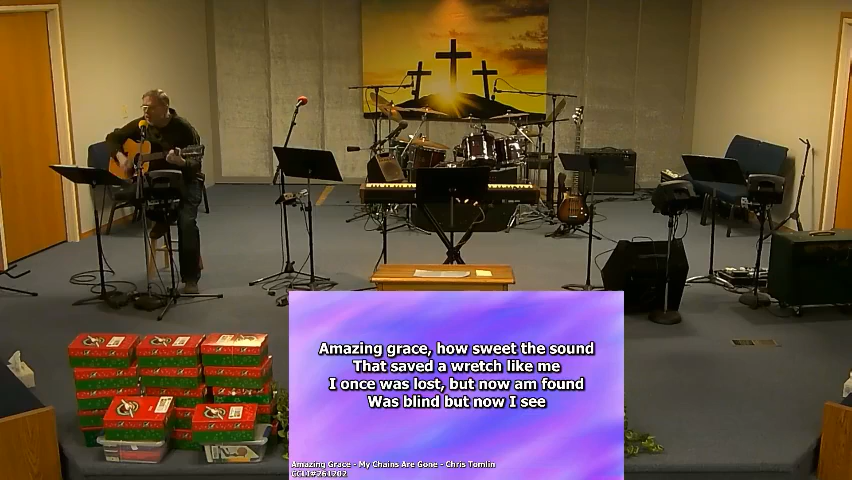 Amazing grace, how sweet the sound
That saved a wretch like me
I once was lost, but now am found
Was blind but now I see
Amazing Grace - My Chains Are Gone - Chris Tomlin